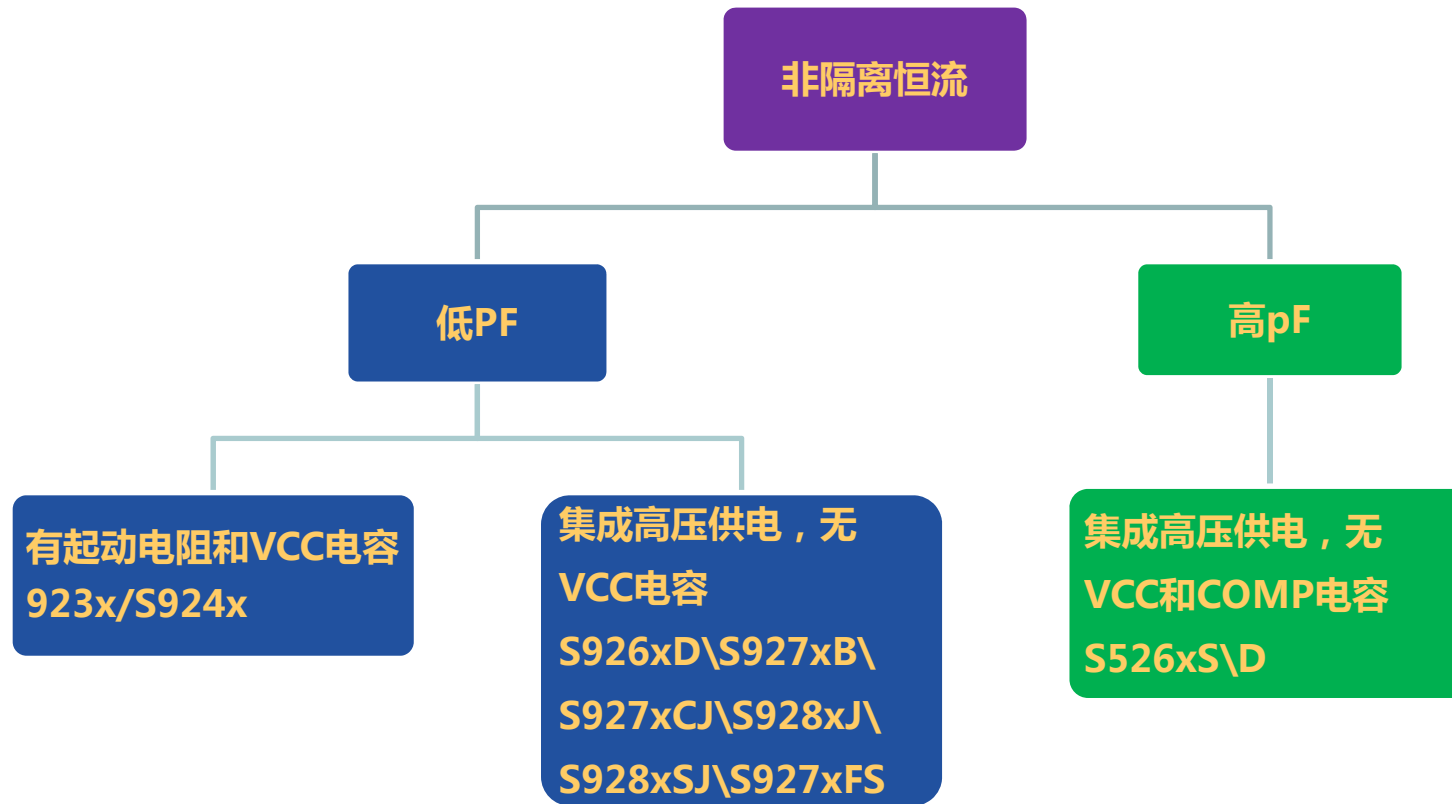 非隔离恒流
低PF
高pF
有起动电阻和VCC电容
923x/S924x
集成高压供电，无
VCC电容
S926xD\S927xB\
S927xCJ\S928xJ\
S928xSJ\S927xFS
集成高压供电，无
VCC和COMP电容
S526xS\D